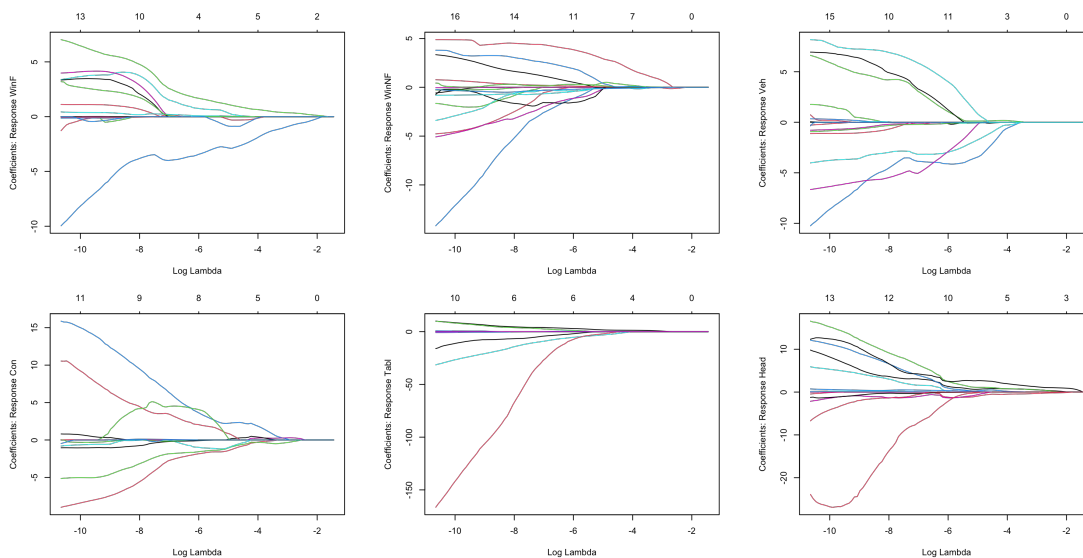 13 10 4 5 2
Coefficients: Response WinF
5
0
-5
-10
-10 -8 -6 -4 -2
Log Lambda
16 14 11 7 0
Coefficients: Response WinNF
5
0
-5
-10
-10 -8 -6 -4 -2
Log Lambda
15 10 11 3 0
Coefficients: Response Veh
5
0
-5
-10
-10 -8 -6 -4 -2
Log Lambda
11 9 8 5 0
Coefficients: Response Con
15
10
5
0
-5
-10 -8 -6 -4 -2
Log Lambda
10 6 6 4 0
Coefficients: Response Tabl
0
-50
-100
-150
-10 -8 -6 -4 -2
Log Lambda
13 12 10 5 3
Coefficients: Response Head
10
0
-10
-20
-10 -8 -6 -4 -2
Log Lambda